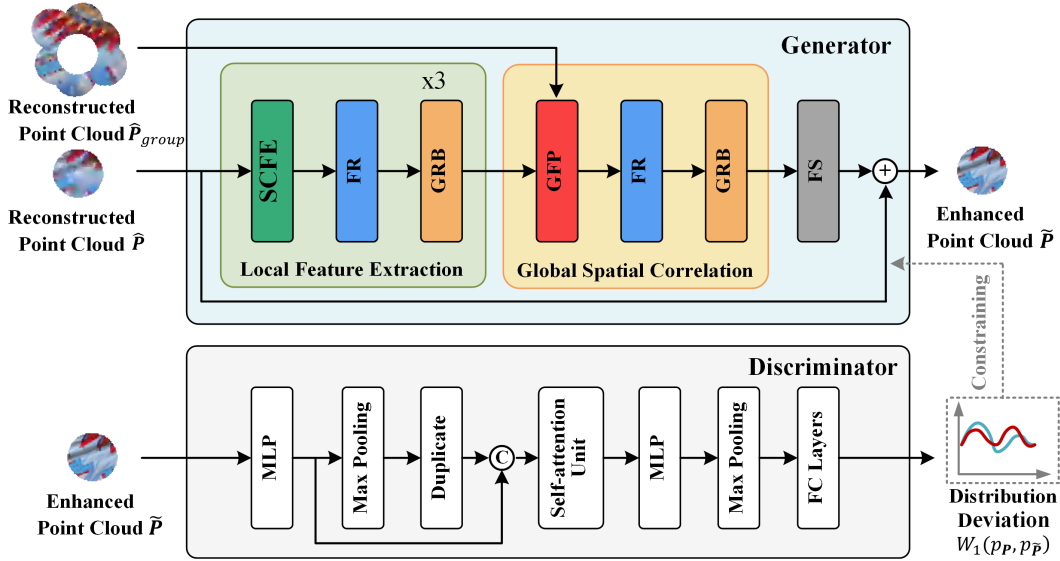 Generator
x3
Reconstructed
Point Cloud P̂group
SCFE
FR
GRB
GFP
FR
GRB
FS
+
Reconstructed
Point Cloud P̂
Enhanced
Point Cloud P̃
Local Feature Extraction
Global Spatial Correlation
Constraining
Discriminator
MLP
Max Pooling
Duplicate
C
Self-attention
Unit
MLP
Max Pooling
FC Layers
Enhanced
Point Cloud P̃
Distribution
Deviation
W₁(p_P, p_P̃)